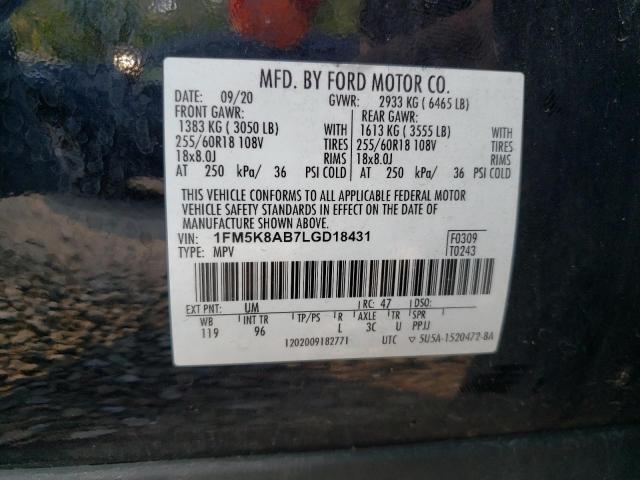 MFD. BY FORD MOTOR CO.
DATE: 09/20 GVWR: 2933 KG ( 6465 LB)
FRONT GAWR: REAR GAWR:
1383 KG ( 3050 LB) WITH 1613 KG ( 3555 LB) WITH
255/60R18 108V TIRES 255/60R18 108V TIRES
18x8.0J RIMS 18x8.0J RIMS
AT 250 kPa/ 36 PSI COLD AT 250 kPa/ 36 PSI COLD
THIS VEHICLE CONFORMS TO ALL APPLICABLE FEDERAL MOTOR
VEHICLE SAFETY STANDARDS IN EFFECT ON THE DATE OF
MANUFACTURE SHOWN ABOVE.
VIN: 1FM5K8AB7LGD18431 F0309
TYPE: MPV T0243
EXT PNT: UM RC: 47 DSO:
WB INT TR TP/PS R AXLE TR SPR
119 96 L 3C U PPJJ
1202009182771 UTC ▽ 5U5A-1520472-BA